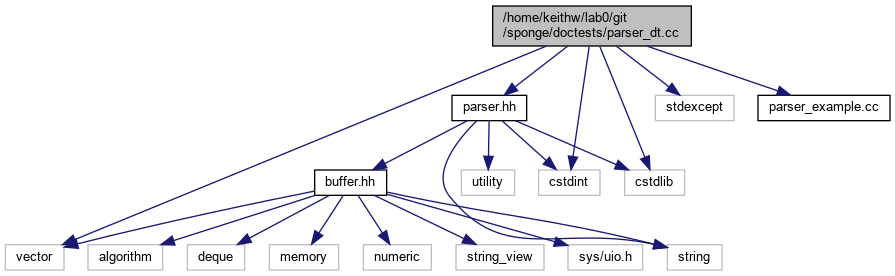 /home/keithw/lab0/git
/sponge/doctests/parser_dt.cc
parser.hh
stdexcept
parser_example.cc
buffer.hh
utility
cstdint
cstdlib
vector
algorithm
deque
memory
numeric
string_view
sys/uio.h
string